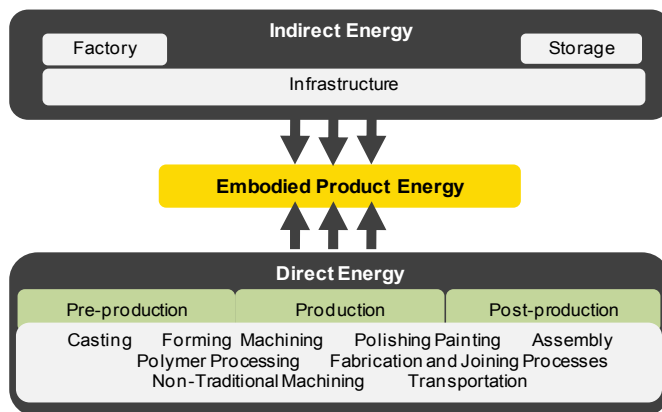 Indirect Energy
Factory Storage
Infrastructure
Embodied Product Energy
Direct Energy
Pre-production Production Post-production
Casting Forming Machining Polishing Painting Assembly
Polymer Processing Fabrication and Joining Processes
Non-Traditional Machining Transportation